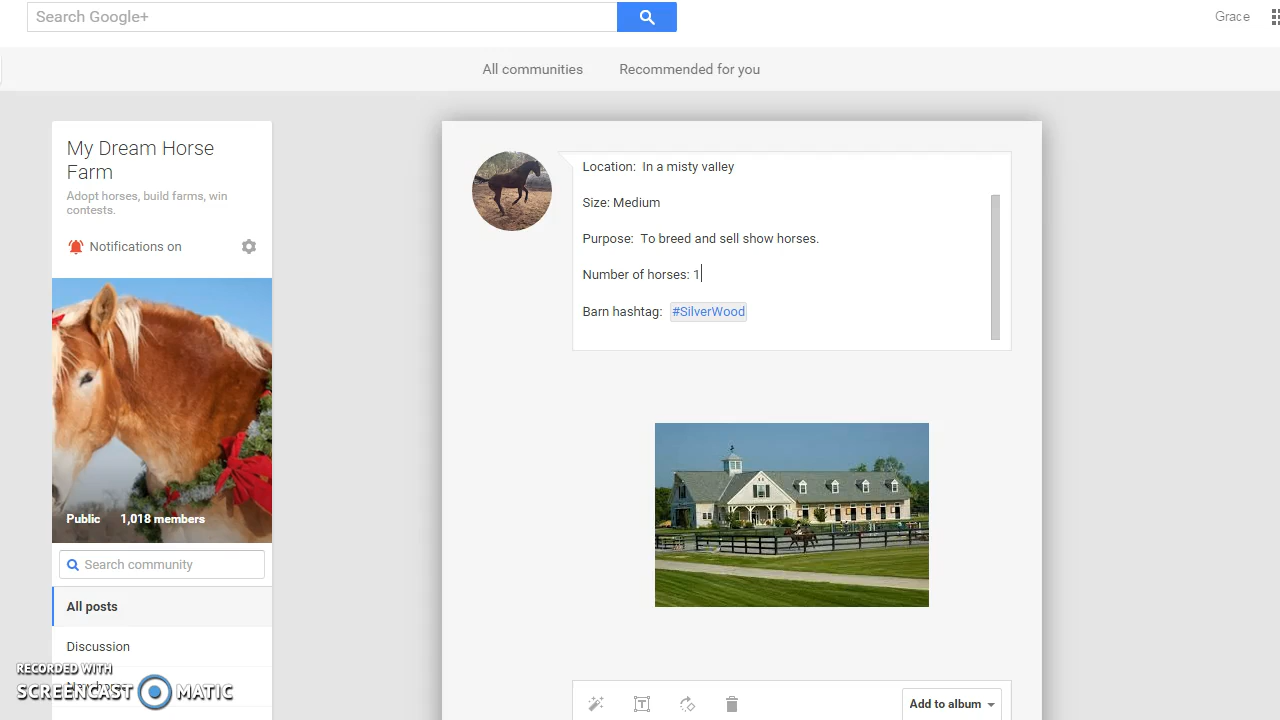 Search Google+
Grace
All communities
Recommended for you
My Dream Horse
Farm
Adopt horses, build farms, win
contests.
Notifications on
Public 1,018 members
Search community
All posts
Discussion
RECORDED WITH
SCREENCAST MATIC
Location:  In a misty valley
Size: Medium
Purpose:  To breed and sell show horses.
Number of horses: 1
Barn hashtag:  #SilverWood
T
Add to album